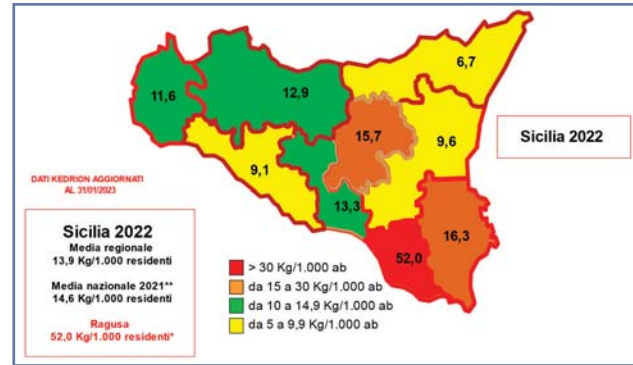 6,7
11,6
12,9
15,7
9,6
Sicilia 2022
9,1
DATI KEDRION AGGIORNATI
AL 31/01/2023
13,3
16,3
52,0
Sicilia 2022
Media regionale
13,9 Kg/1.000 residenti
Media nazionale 2021**
14,6 Kg/1.000 residenti
Ragusa
52,0 Kg/1.000 residenti*
> 30 Kg/1.000 ab
da 15 a 30 Kg/1.000 ab
da 10 a 14,9 Kg/1.000 ab
da 5 a 9,9 Kg/1.000 ab